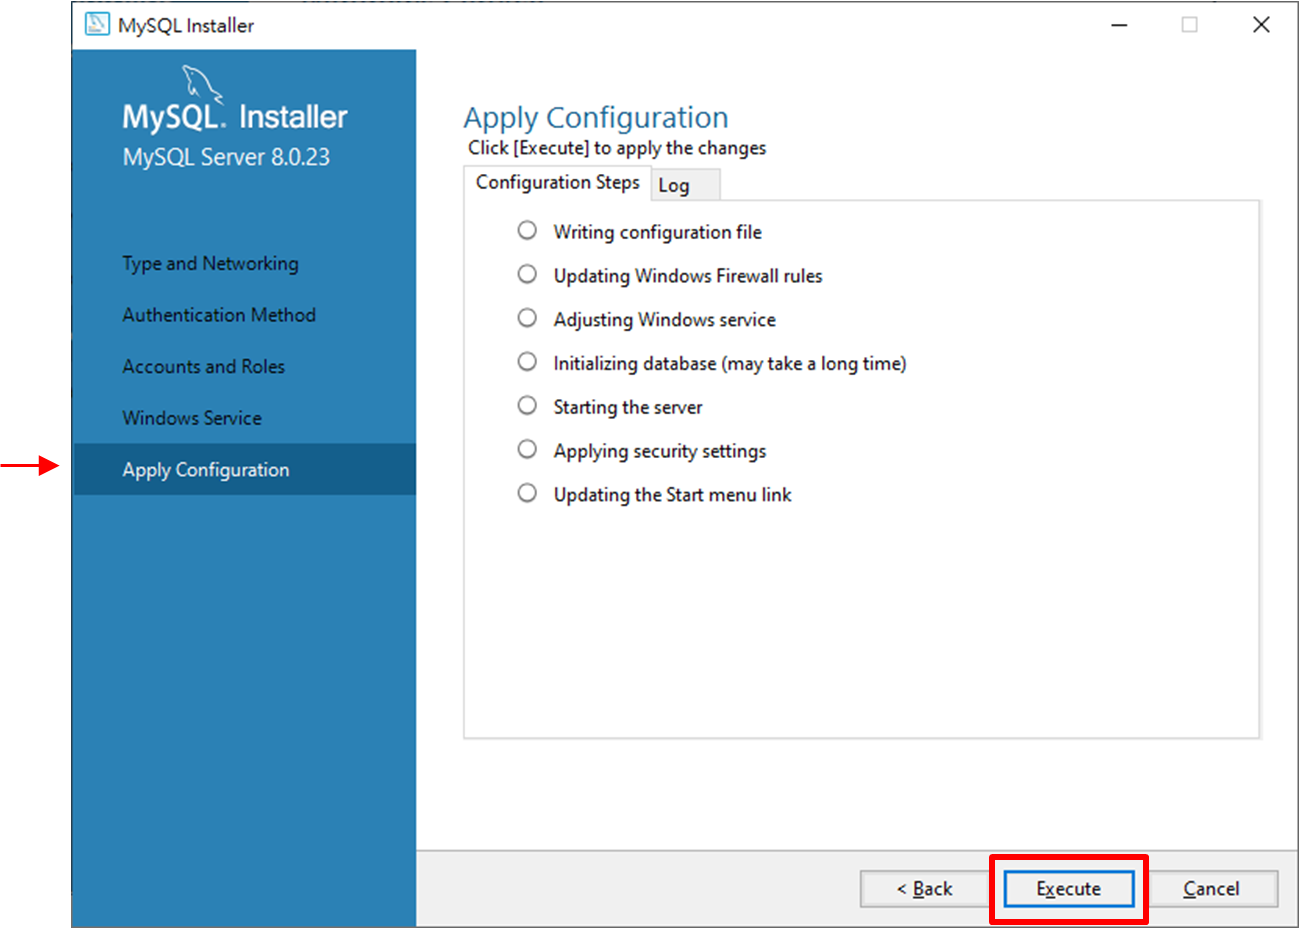 MySQL Installer
MySQL. Installer
MySQL Server 8.0.23
Type and Networking
Authentication Method
Accounts and Roles
Windows Service
Apply Configuration
Apply Configuration
Click [Execute] to apply the changes
Configuration Steps
Log
Writing configuration file
Updating Windows Firewall rules
Adjusting Windows service
Initializing database (may take a long time)
Starting the server
Applying security settings
Updating the Start menu link
< Back
Execute
Cancel